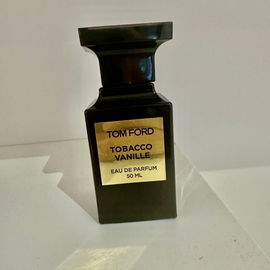 TOM FORD
TOBACCO
VANILLE
EAU DE PARFUM
50 ML